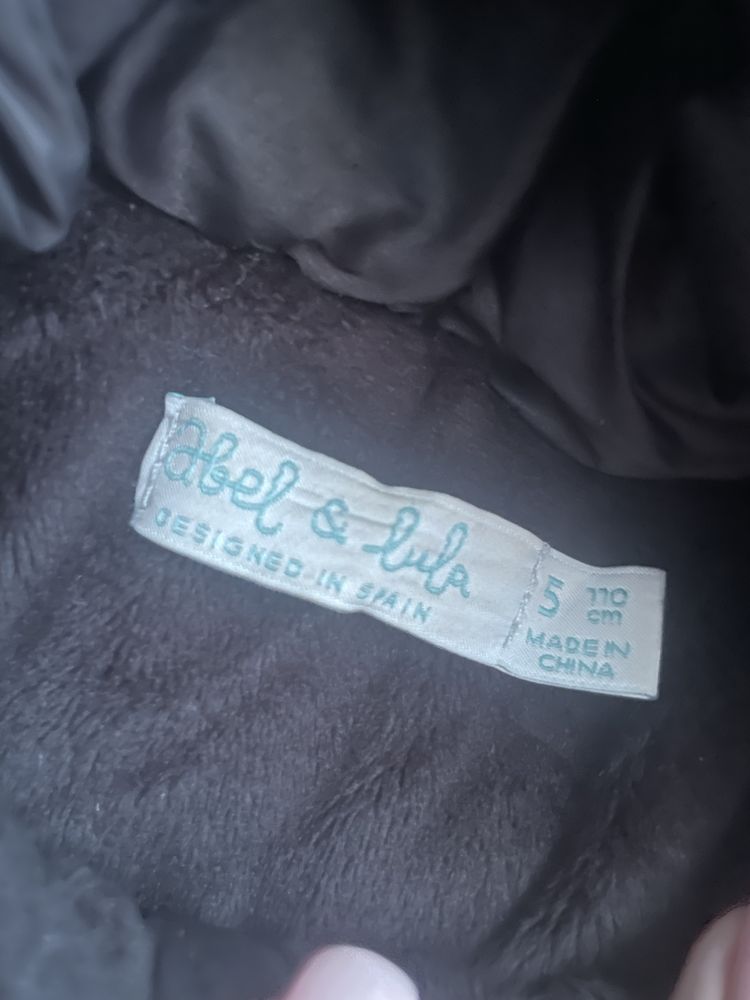 abel & lula
DESIGNED IN SPAIN
5 110 cm
MADE IN
CHINA